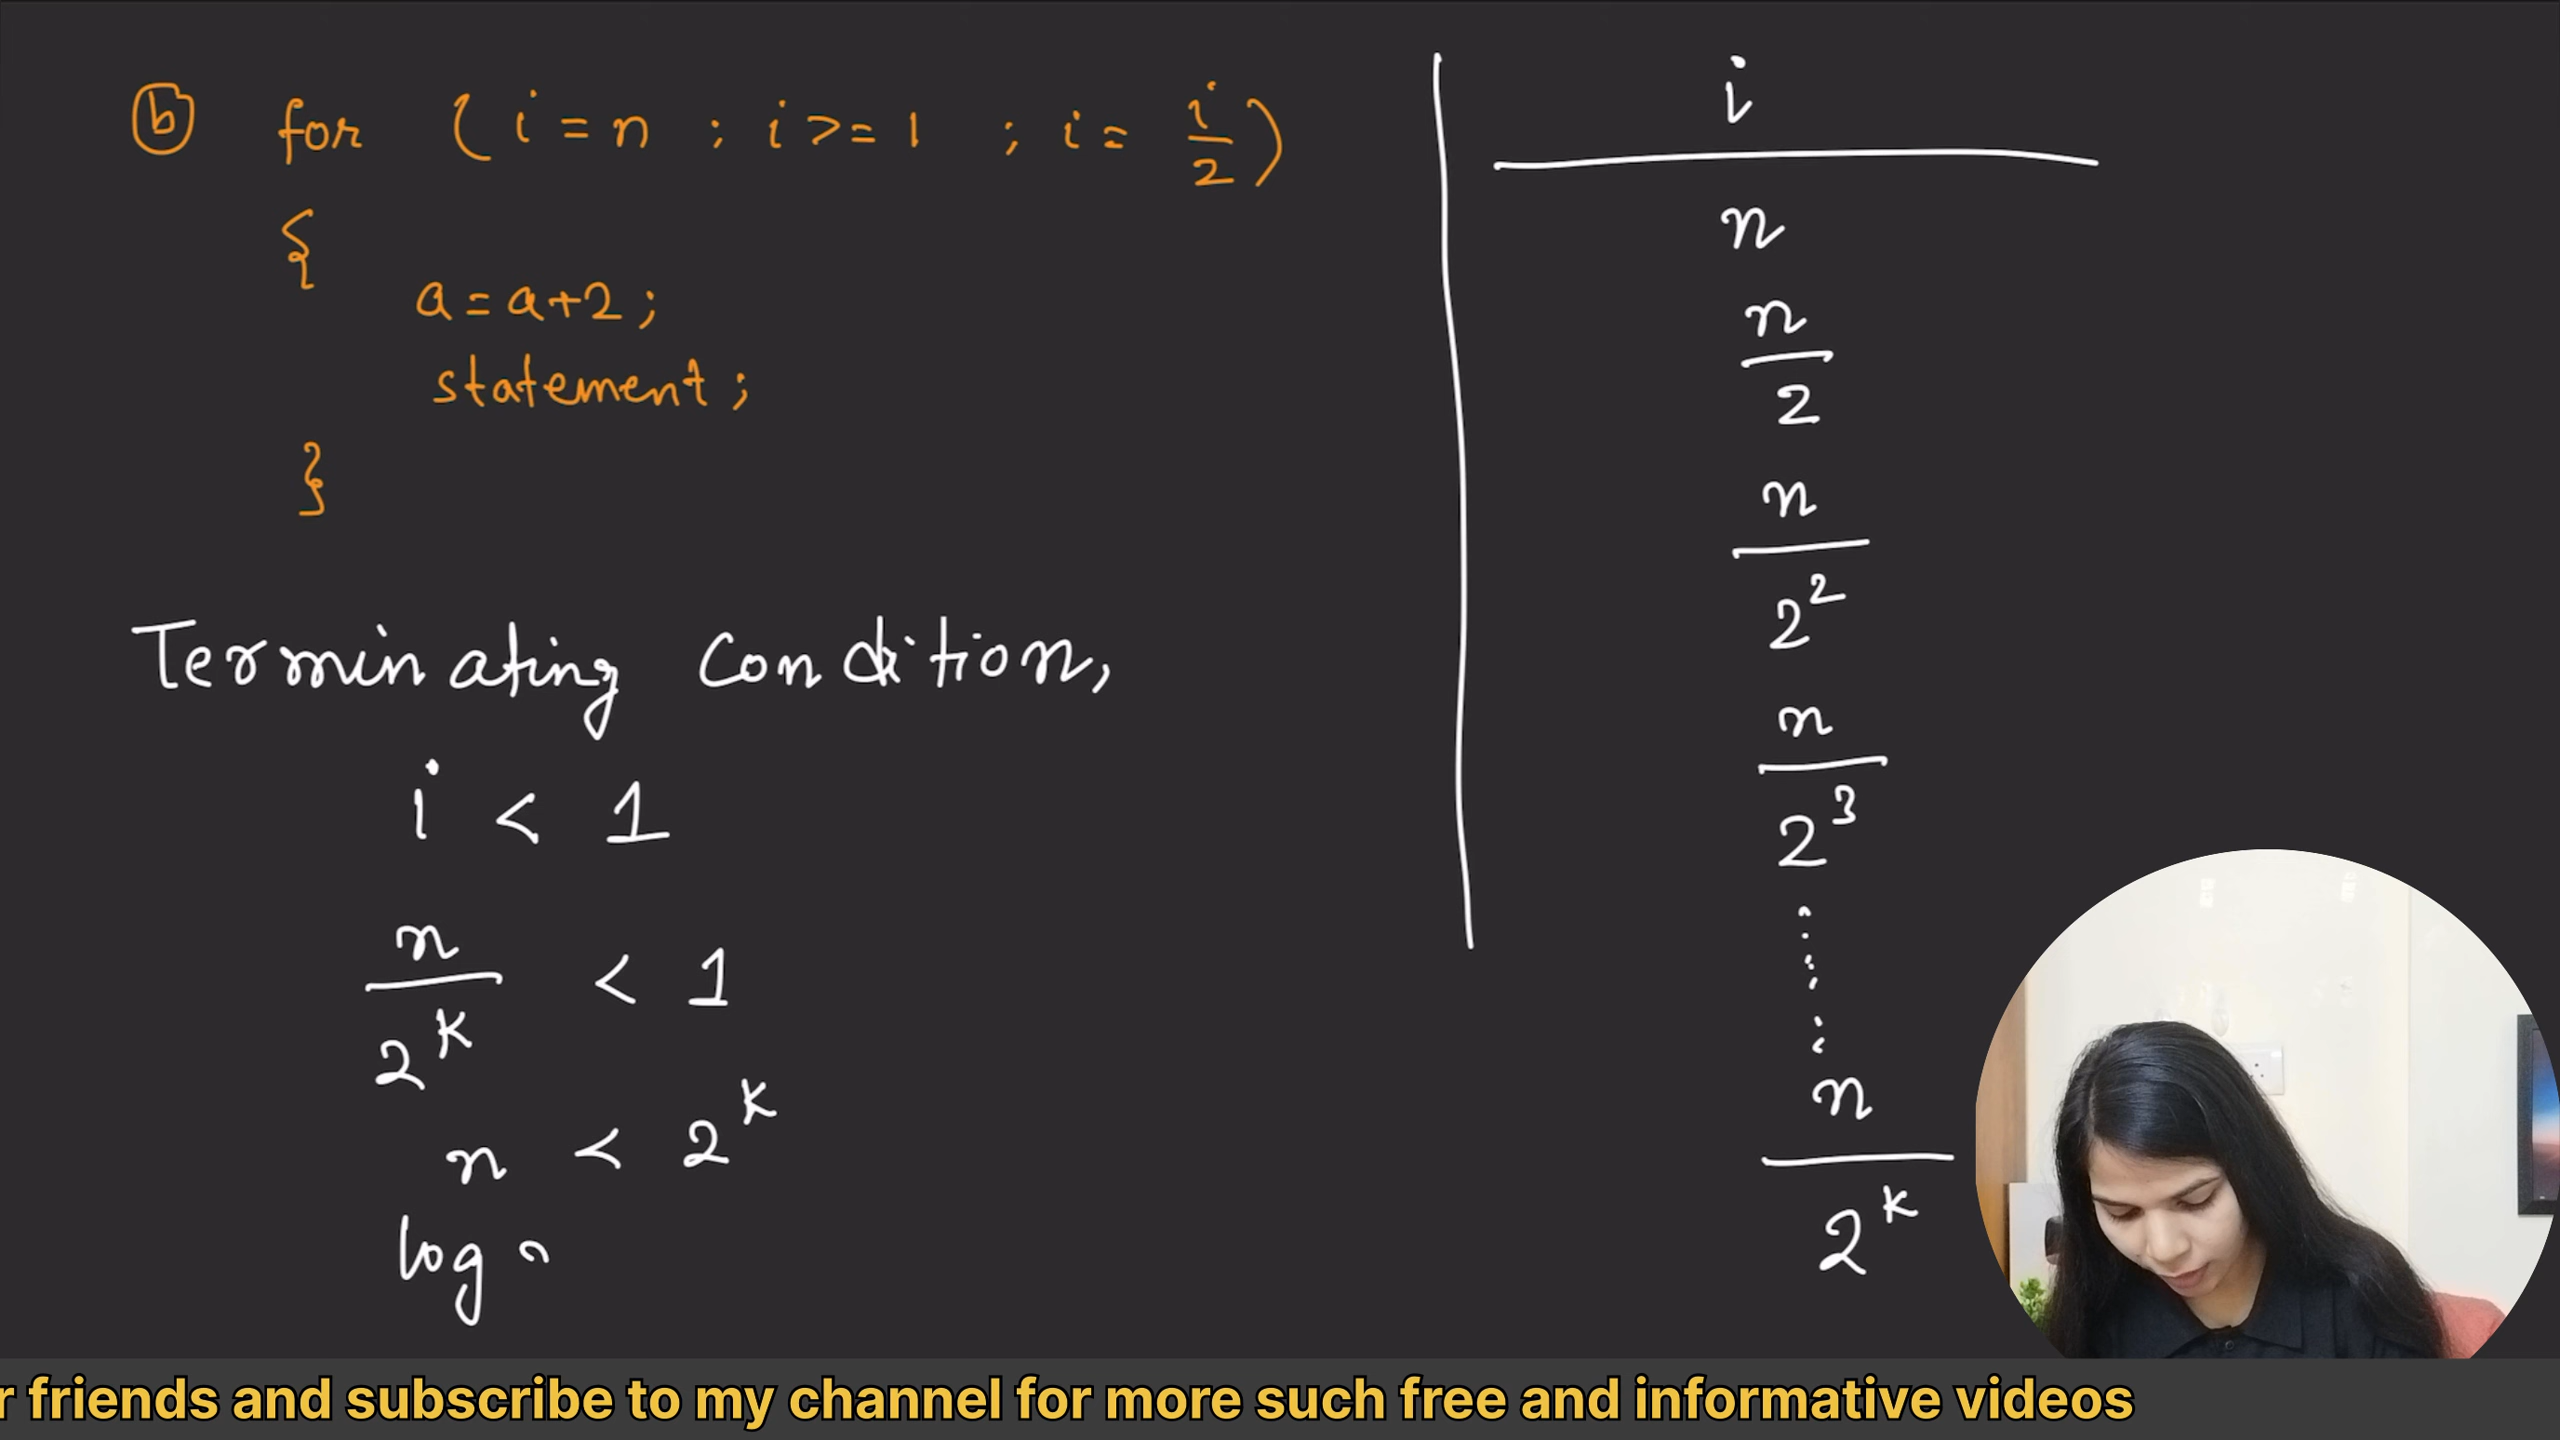 b for (i = n ; i >= 1 ; i = i/2)
{
a = a+2;
statement;
}
Terminating Condition,
i < 1
n/2^k < 1
n < 2^k
log n
i
n
n/2
n/2^2
n/2^3
n/2^k
r friends and subscribe to my channel for more such free and informative videos